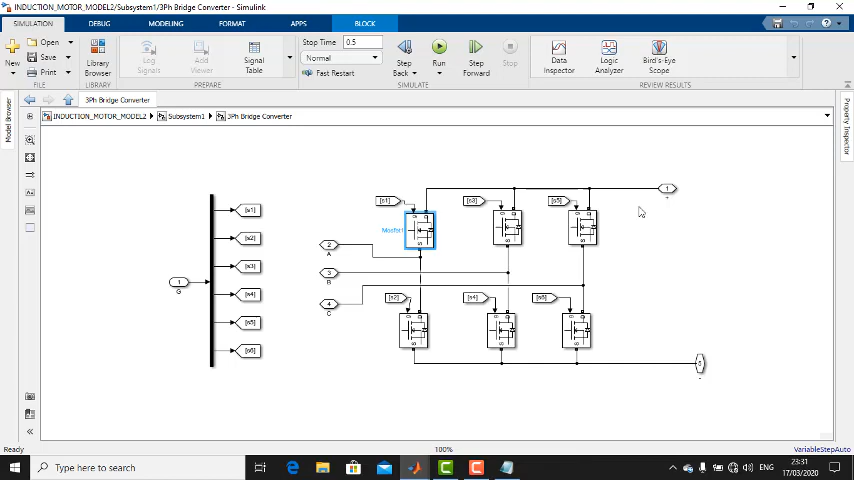 INDUCTION_MOTOR_MODEL2/Subsystem1/3Ph Bridge Converter - Simulink
SIMULATION DEBUG MODELING FORMAT APPS BLOCK
New
Open
Save
Print
FILE
Library Browser
LIBRARY
Log Signals
Add Viewer
Signal Table
PREPARE
Stop Time 0.5
Normal
Fast Restart
Step Back
Run
Step Forward
Stop
SIMULATE
Data Inspector
Logic Analyzer
Bird's-Eye Scope
REVIEW RESULTS
Model Browser
3Ph Bridge Converter
INDUCTION_MOTOR_MODEL2 Subsystem1 3Ph Bridge Converter
Property Inspector
1
G
[s1]
[s2]
[s3]
[s4]
[s5]
[s6]
[s1]
[s3]
[s5]
1
+
Mosfet1
2
A
3
B
4
C
[s2]
[s4]
[s6]
5
-
Ready 100% VariableStepAuto
Type here to search
ENG
23:31
17/03/2020